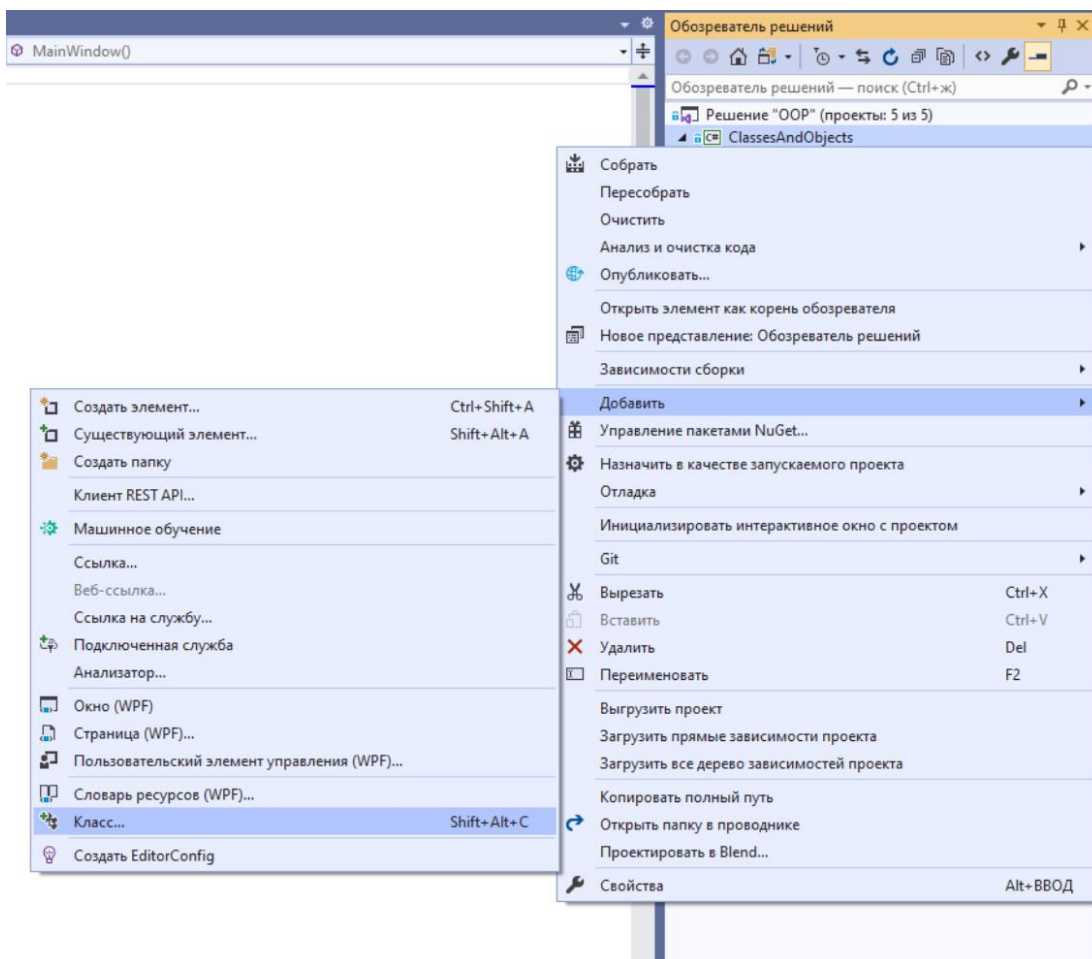 MainWindow()
Обозреватель решений
Обозреватель решений — поиск (Ctrl+ж)
Решение "OOP" (проекты: 5 из 5)
C# ClassesAndObjects
Собрать
Пересобрать
Очистить
Анализ и очистка кода
Опубликовать...
Открыть элемент как корень обозревателя
Новое представление: Обозреватель решений
Зависимости сборки
Добавить
Управление пакетами NuGet...
Назначить в качестве запускаемого проекта
Отладка
Инициализировать интерактивное окно с проектом
Git
Вырезать Ctrl+X
Вставить Ctrl+V
Удалить Del
Переименовать F2
Выгрузить проект
Загрузить прямые зависимости проекта
Загрузить все дерево зависимостей проекта
Копировать полный путь
Открыть папку в проводнике
Проектировать в Blend...
Свойства Alt+ВВОД
Создать элемент... Ctrl+Shift+A
Существующий элемент... Shift+Alt+A
Создать папку
Клиент REST API...
Машинное обучение
Ссылка...
Веб-ссылка...
Ссылка на службу...
Подключенная служба
Анализатор...
Окно (WPF)
Страница (WPF)...
Пользовательский элемент управления (WPF)...
Словарь ресурсов (WPF)...
Класс... Shift+Alt+C
Создать EditorConfig